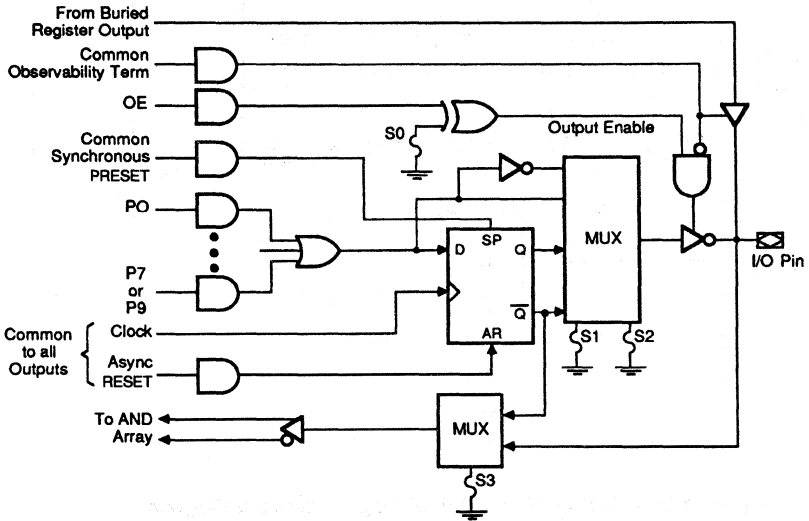 From Buried
Register Output
Common
Observability Term
OE
S0
Output Enable
Common
Synchronous
PRESET
PO
P7
or
P9
SP
D
Q
Q
AR
MUX
I/O Pin
S1
S2
Common
to all
Outputs
Clock
Async
RESET
To AND
Array
MUX
S3